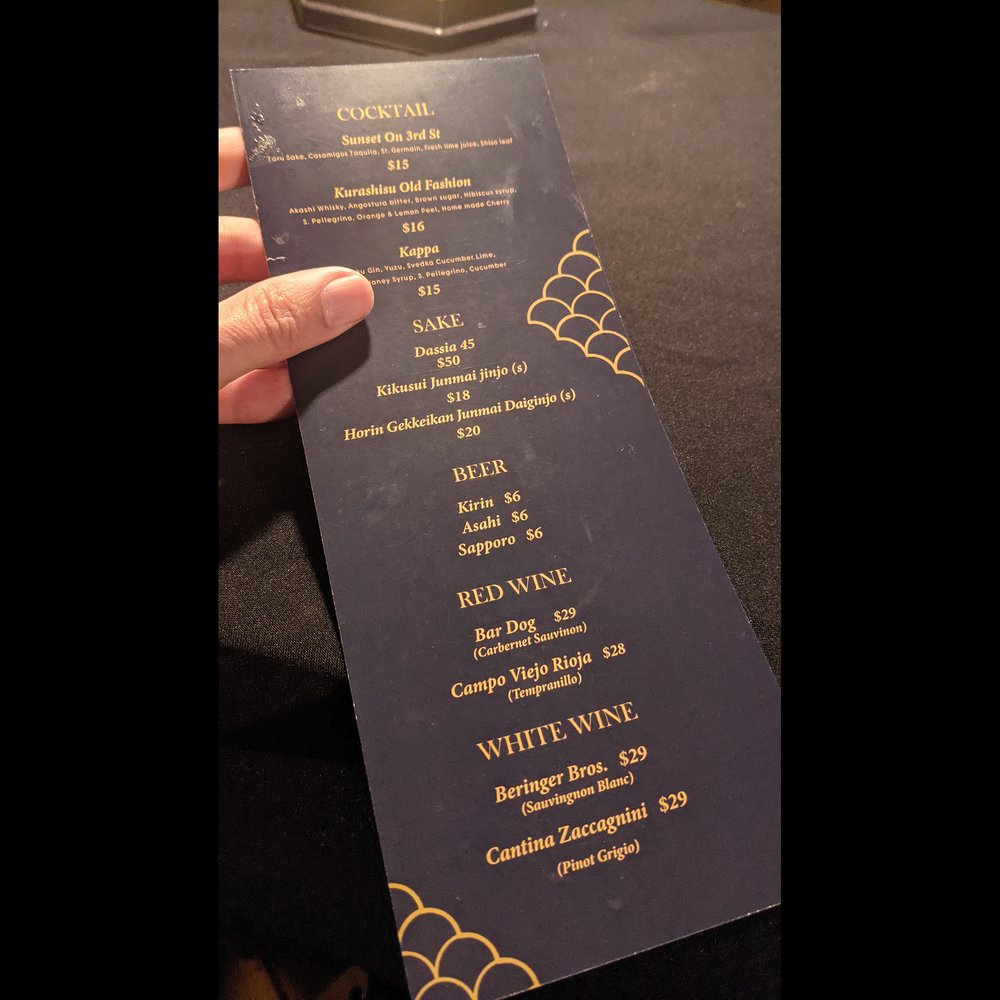 COCKTAIL
Sunset On 3rd St
Taru Sake, Casamigos Taquila, St. Germain, Fresh lime juice, Shiso leaf
$15
Kurashisu Old Fashion
Akashi Whisky, Angostura bitter, Brown sugar, Hibiscus syrup,
S. Pellegrino, Orange & Lemon Peet, Home made Cherry
$16
Kappa
Gin, Yuzu, Svedka Cucumber Lime,
Honey Syrup, S. Pellegrino, Cucumber
$15
SAKE
Dassia 45
$50
Kikusui Junmai jinjo (s)
$18
Horin Gekkeikan Junmai Daiginjo (s)
$20
BEER
Kirin $6
Asahi $6
Sapporo $6
RED WINE
Bar Dog $29
(Carbernet Sauvinon)
Campo Viejo Rioja $28
(Tempranillo)
WHITE WINE
Beringer Bros. $29
(Sauvingnon Blanc)
Cantina Zaccagnini $29
(Pinot Grigio)